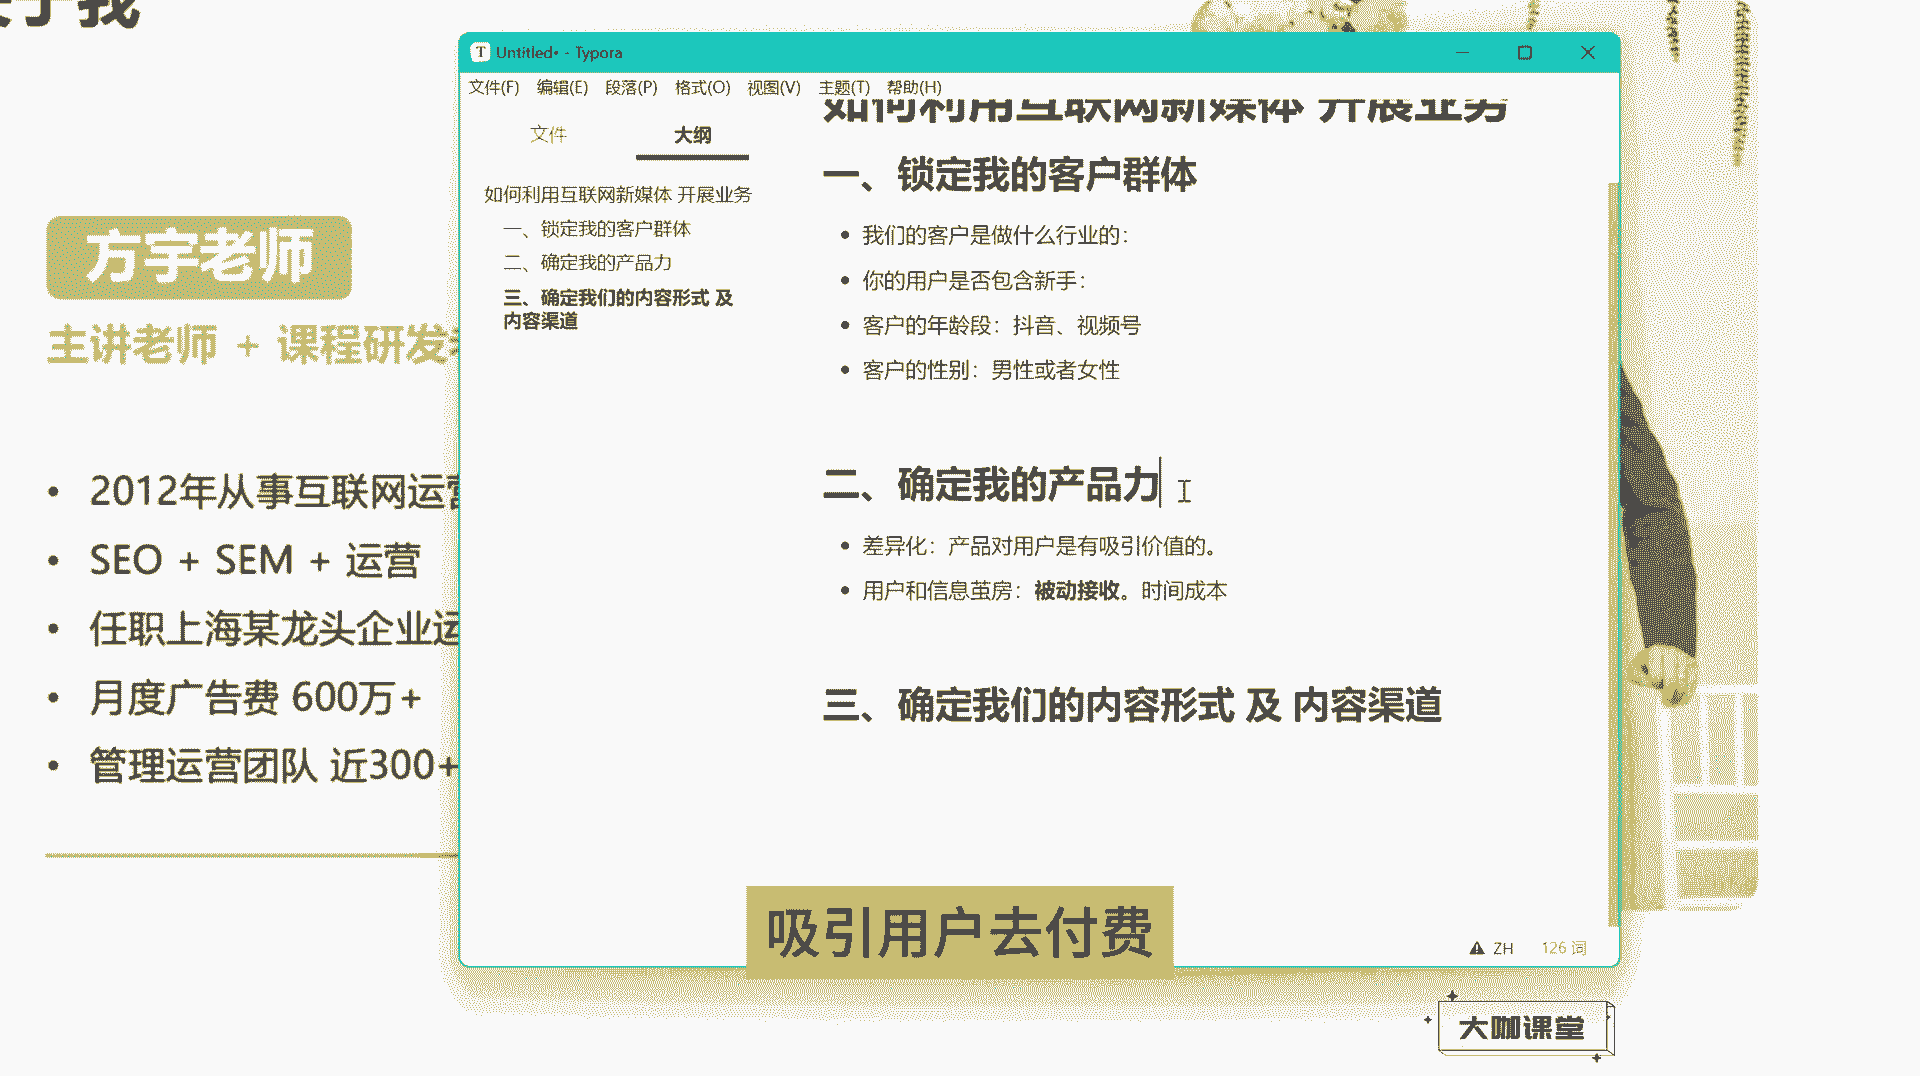 于我
方宇老师
主讲老师 + 课程研发
2012年从事互联网运营
SEO + SEM + 运营
任职上海某龙头企业运
月度广告费 600万+
管理运营团队 近300+
Untitled• - Typora
文件(F) 编辑(E) 段落(P) 格式(O) 视图(V) 主题(T) 帮助(H)
文件 大纲
如何利用互联网新媒体 开展业务
一、锁定我的客户群体
二、确定我的产品力
三、确定我们的内容形式 及
内容渠道
如何利用互联网新媒体 开展业务
一、锁定我的客户群体
我们的客户是做什么行业的：
你的用户是否包含新手：
客户的年龄段：抖音、视频号
客户的性别：男性或者女性
二、确定我的产品力
差异化：产品对用户是有吸引价值的。
用户和信息茧房：被动接收。时间成本
三、确定我们的内容形式 及 内容渠道
ZH 126 词
吸引用户去付费
大咖课堂